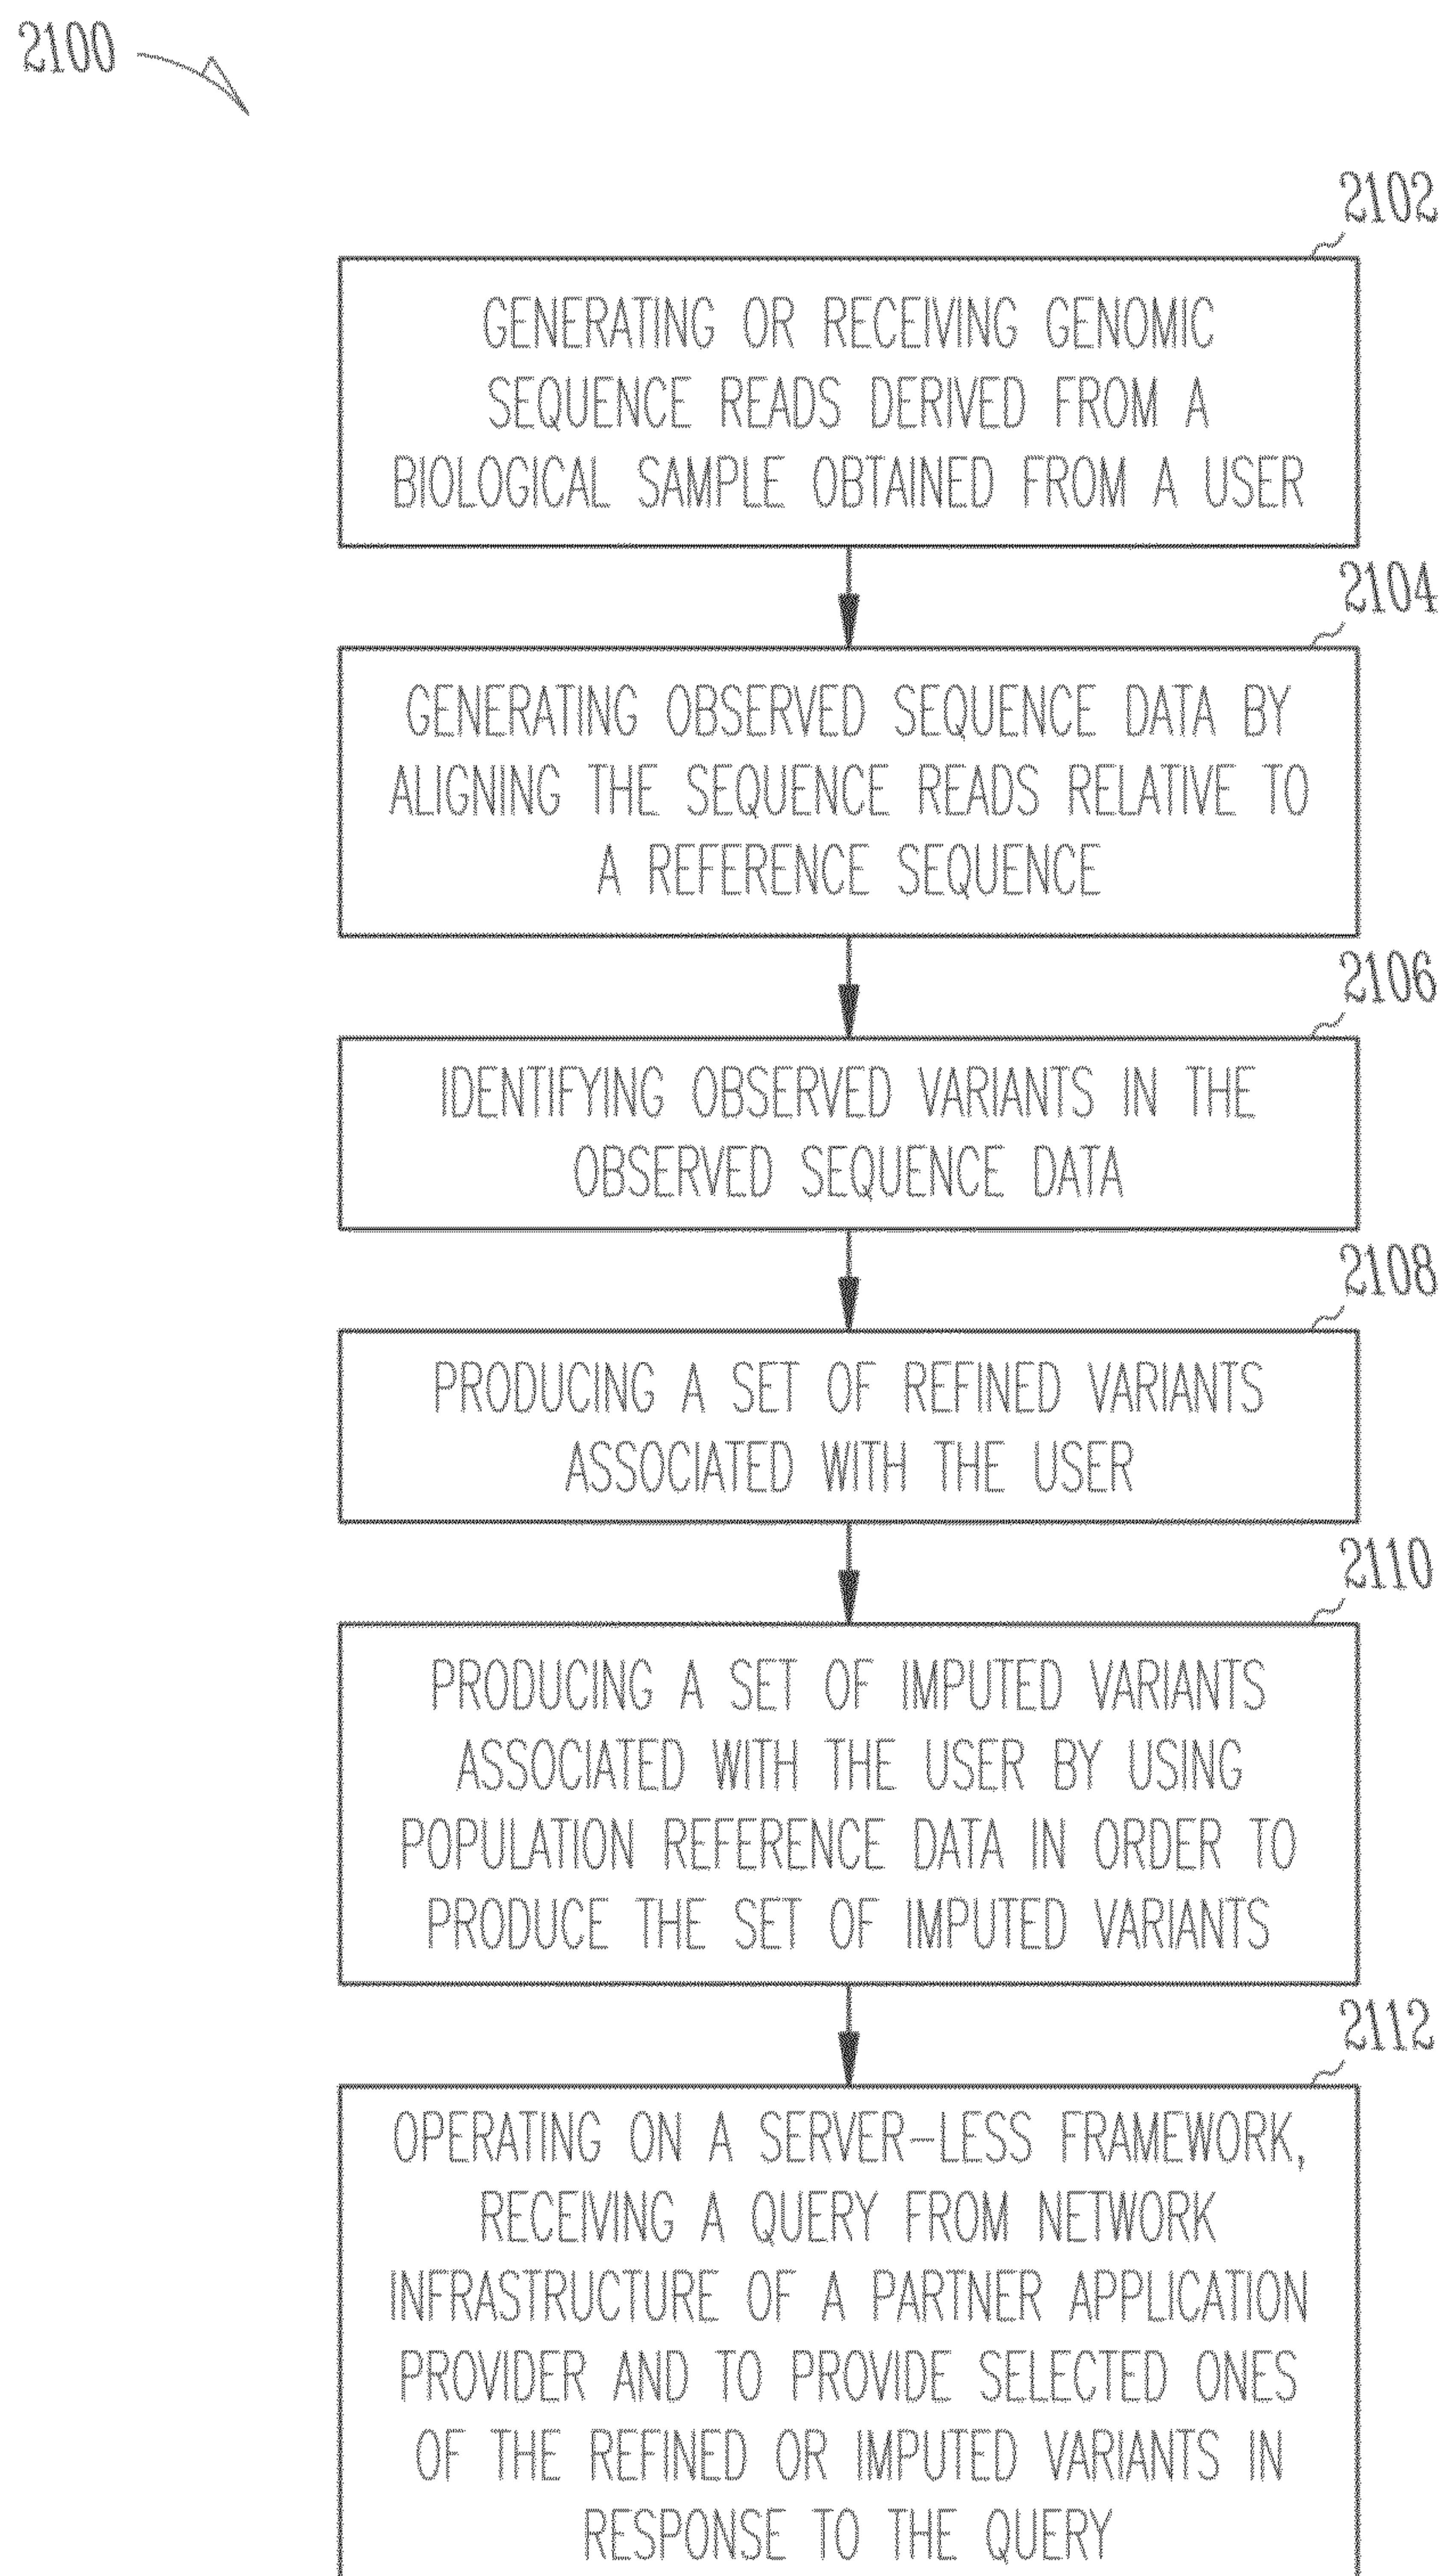 2100
2102
GENERATING OR RECEIVING GENOMIC
SEQUENCE READS DERIVED FROM A
BIOLOGICAL SAMPLE OBTAINED FROM A USER
2104
GENERATING OBSERVED SEQUENCE DATA BY
ALIGNING THE SEQUENCE READS RELATIVE TO
A REFERENCE SEQUENCE
2106
IDENTIFYING OBSERVED VARIANTS IN THE
OBSERVED SEQUENCE DATA
2108
PRODUCING A SET OF REFINED VARIANTS
ASSOCIATED WITH THE USER
2110
PRODUCING A SET OF IMPUTED VARIANTS
ASSOCIATED WITH THE USER BY USING
POPULATION REFERENCE DATA IN ORDER TO
PRODUCE THE SET OF IMPUTED VARIANTS
2112
OPERATING ON A SERVER-LESS FRAMEWORK,
RECEIVING A QUERY FROM NETWORK
INFRASTRUCTURE OF A PARTNER APPLICATION
PROVIDER AND TO PROVIDE SELECTED ONES
OF THE REFINED OR IMPUTED VARIANTS IN
RESPONSE TO THE QUERY